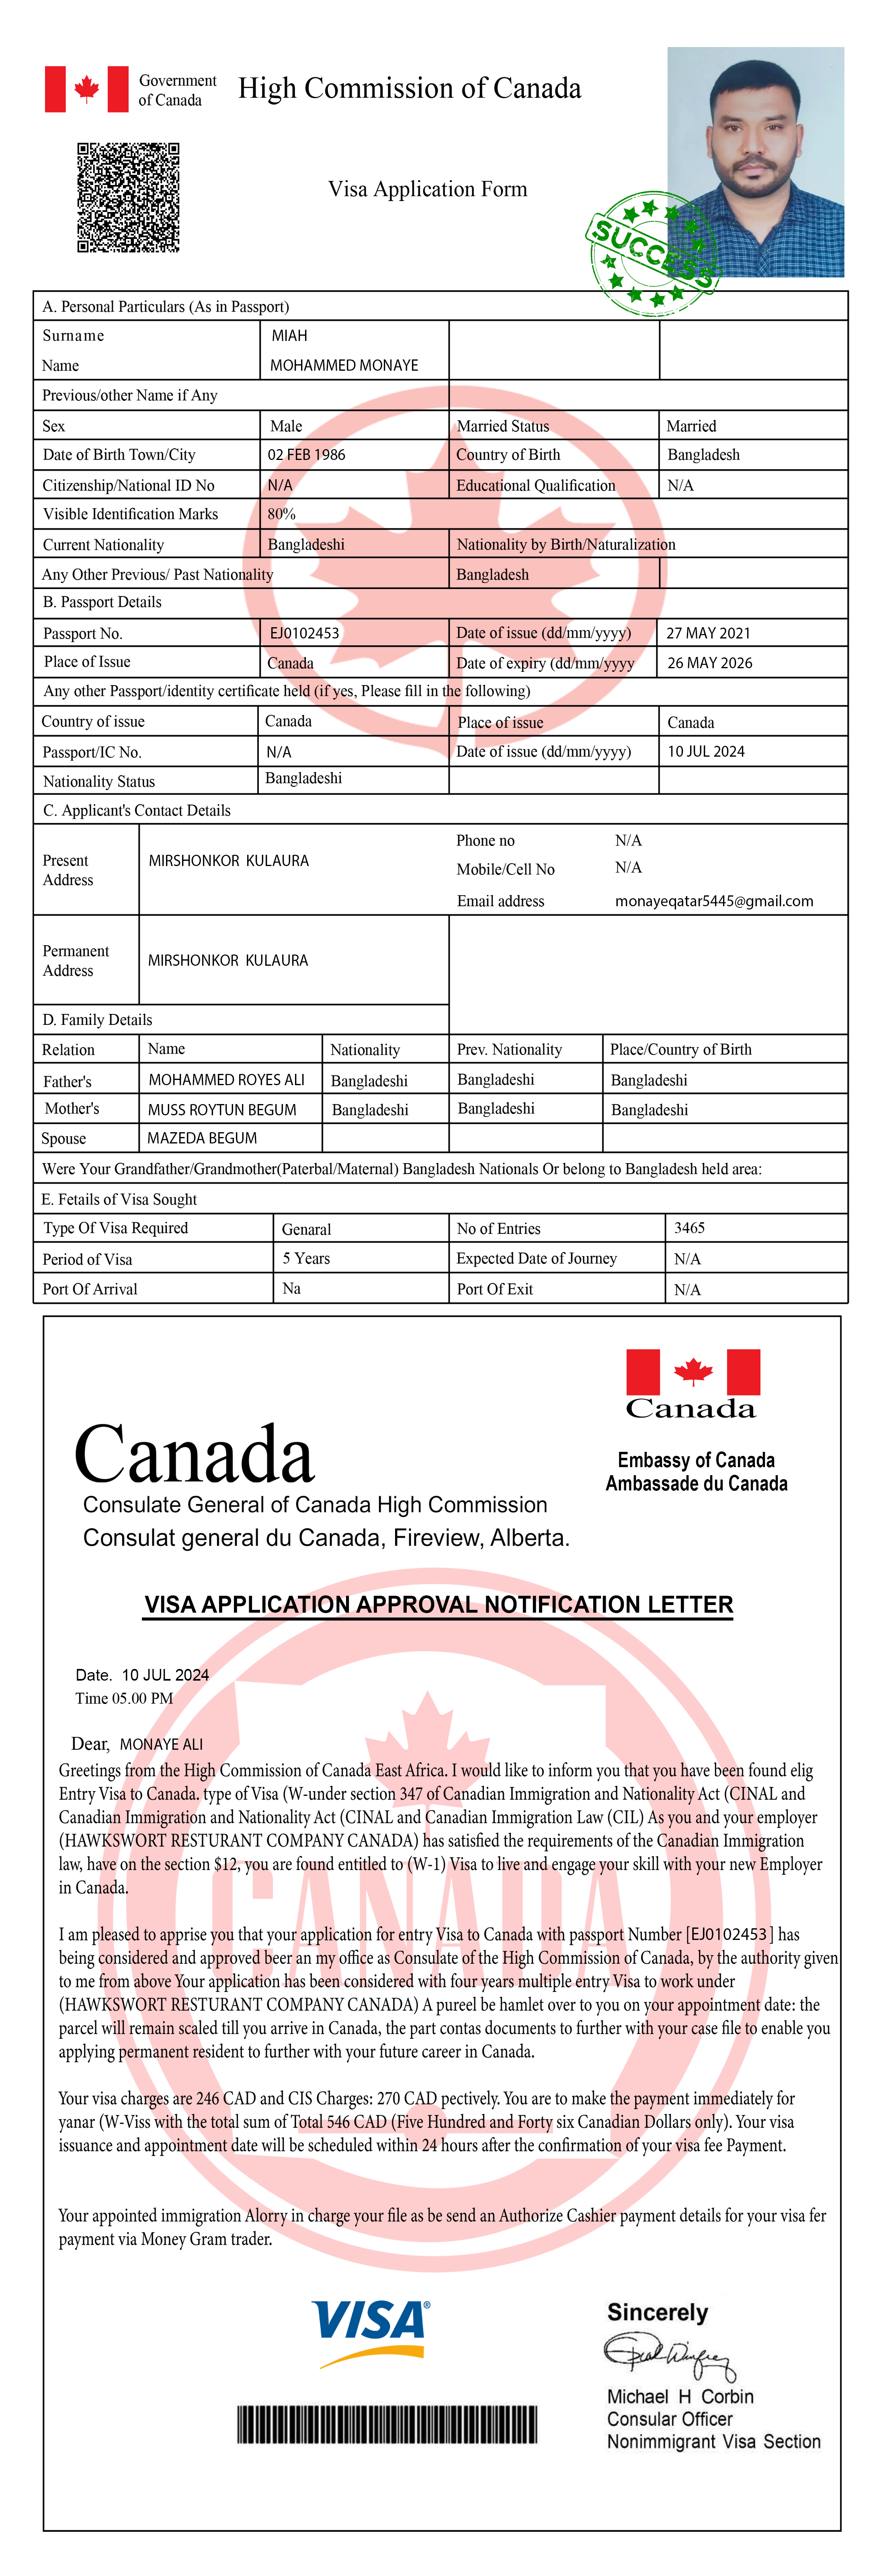 Government
of Canada
High Commission of Canada
Visa Application Form
SUCCESS
A. Personal Particulars (As in Passport)
Surname MIAH
Name MOHAMMED MONAYE
Previous/other Name if Any
Sex Male Married Status Married
Date of Birth Town/City 02 FEB 1986 Country of Birth Bangladesh
Citizenship/National ID No N/A Educational Qualification N/A
Visible Identification Marks 80%
Current Nationality Bangladeshi Nationality by Birth/Naturalization
Any Other Previous/ Past Nationality Bangladesh
B. Passport Details
Passport No. EJ0102453 Date of issue (dd/mm/yyyy) 27 MAY 2021
Place of Issue Canada Date of expiry (dd/mm/yyyy 26 MAY 2026
Any other Passport/identity certificate held (if yes, Please fill in the following)
Country of issue Canada Place of issue Canada
Passport/IC No. N/A Date of issue (dd/mm/yyyy) 10 JUL 2024
Nationality Status Bangladeshi
C. Applicant's Contact Details
Present
Address
MIRSHONKOR KULAURA
Phone no N/A
Mobile/Cell No N/A
Email address monayeqatar5445@gmail.com
Permanent
Address
MIRSHONKOR KULAURA
D. Family Details
Relation Name Nationality Prev. Nationality Place/Country of Birth
Father's MOHAMMED ROYES ALI Bangladeshi Bangladeshi Bangladeshi
Mother's MUSS ROYTUN BEGUM Bangladeshi Bangladeshi Bangladeshi
Spouse MAZEDA BEGUM
Were Your Grandfather/Grandmother(Paterbal/Maternal) Bangladesh Nationals Or belong to Bangladesh held area:
E. Fetails of Visa Sought
Type Of Visa Required Genaral No of Entries 3465
Period of Visa 5 Years Expected Date of Journey N/A
Port Of Arrival Na Port Of Exit N/A
Canada
Embassy of Canada
Ambassade du Canada
Canada
Consulate General of Canada High Commission
Consulat general du Canada, Fireview, Alberta.
VISA APPLICATION APPROVAL NOTIFICATION LETTER
Date. 10 JUL 2024
Time 05.00 PM
Dear, MONAYE ALI
Greetings from the High Commission of Canada East Africa. I would like to inform you that you have been found elig
Entry Visa to Canada. type of Visa (W-under section 347 of Canadian Immigration and Nationality Act (CINAL and
Canadian Immigration and Nationality Act (CINAL and Canadian Immigration Law (CIL) As you and your employer
(HAWKSWORT RESTURANT COMPANY CANADA) has satisfied the requirements of the Canadian Immigration
law, have on the section $12, you are found entitled to (W-1) Visa to live and engage your skill with your new Employer
in Canada.
I am pleased to apprise you that your application for entry Visa to Canada with passport Number [EJ0102453] has
being considered and approved beer an my office as Consulate of the High Commission of Canada, by the authority given
to me from above Your application has been considered with four years multiple entry Visa to work under
(HAWKSWORT RESTURANT COMPANY CANADA) A pureel be hamlet over to you on your appointment date: the
parcel will remain scaled till you arrive in Canada, the part contas documents to further with your case file to enable you
applying permanent resident to further with your future career in Canada.
Your visa charges are 246 CAD and CIS Charges: 270 CAD pectively. You are to make the payment immediately for
yanar (W-Viss with the total sum of Total 546 CAD (Five Hundred and Forty six Canadian Dollars only). Your visa
issuance and appointment date will be scheduled within 24 hours after the confirmation of your visa fee Payment.
Your appointed immigration Alorry in charge your file as be send an Authorize Cashier payment details for your visa fer
payment via Money Gram trader.
CANADA
VISA®
Sincerely
Michael H Corbin
Consular Officer
Nonimmigrant Visa Section